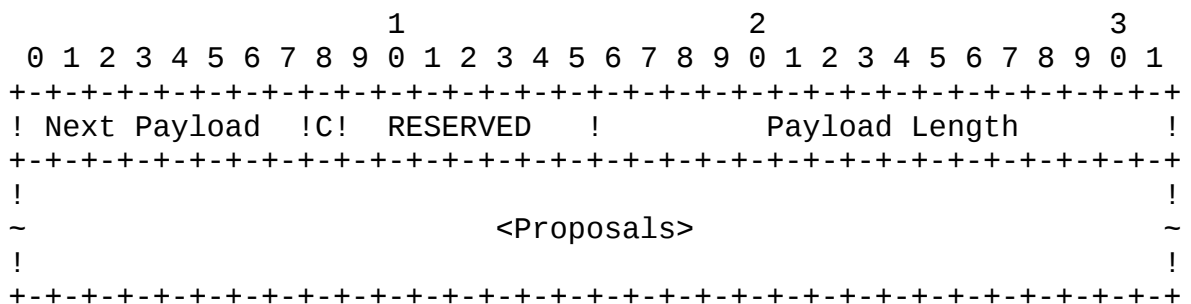 1                   2                   3
 0 1 2 3 4 5 6 7 8 9 0 1 2 3 4 5 6 7 8 9 0 1 2 3 4 5 6 7 8 9 0 1
+-+-+-+-+-+-+-+-+-+-+-+-+-+-+-+-+-+-+-+-+-+-+-+-+-+-+-+-+-+-+-+-+
! Next Payload  !C!  RESERVED   !         Payload Length        !
+-+-+-+-+-+-+-+-+-+-+-+-+-+-+-+-+-+-+-+-+-+-+-+-+-+-+-+-+-+-+-+-+
!                                                               !
~                          <Proposals>                          ~
!                                                               !
+-+-+-+-+-+-+-+-+-+-+-+-+-+-+-+-+-+-+-+-+-+-+-+-+-+-+-+-+-+-+-+-+